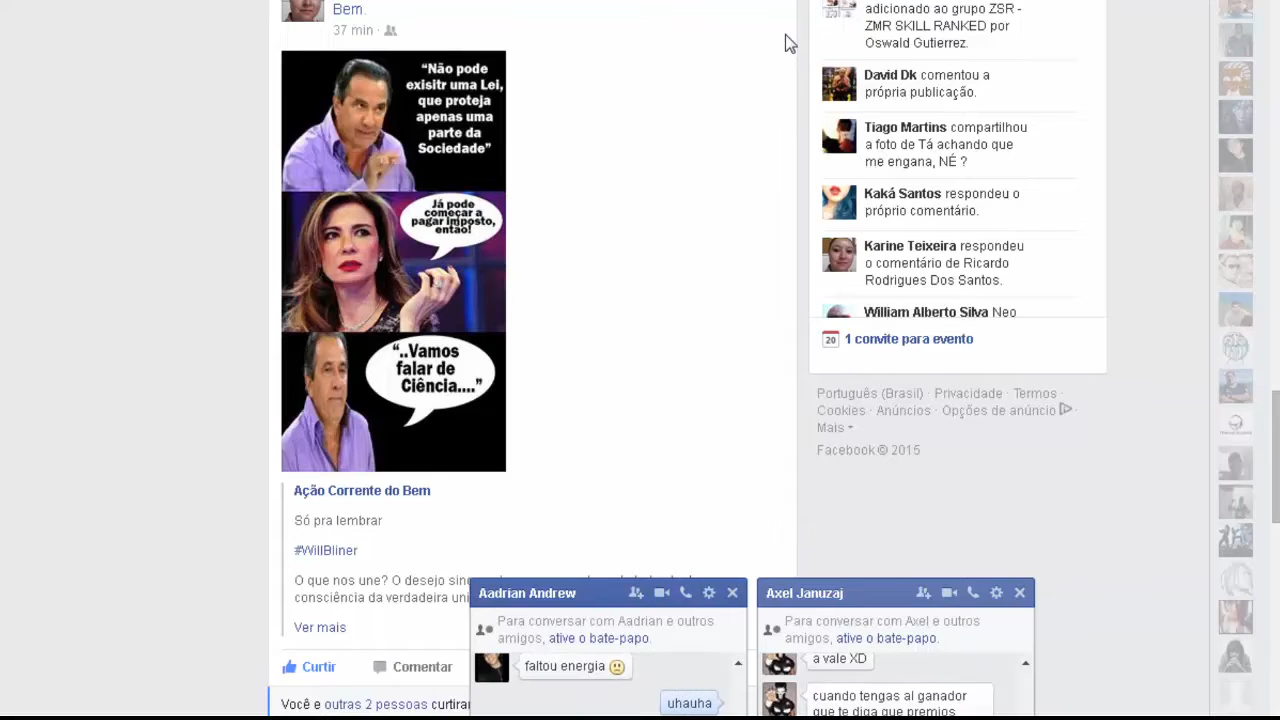 Bem.
37 min
“Não pode
exisitr uma Lei,
que proteja
apenas uma
parte da
Sociedade”
Já pode
começar a
pagar imposto,
então!
“..Vamos
falar de
Ciência....”
Ação Corrente do Bem
Só pra lembrar
#WillBliner
O que nos une? O desejo
consciência da verdadeira
Ver mais
Curtir
Comentar
Você e outras 2 pessoas
adicionado ao grupo ZSR -
ZMR SKILL RANKED por
Oswald Gutierrez.
David Dk comentou a
própria publicação.
Tiago Martins compartilhou
a foto de Tá achando que
me engana, NÉ ?
Kaká Santos respondeu o
próprio comentário.
Karine Teixeira respondeu
o comentário de Ricardo
Rodrigues Dos Santos.
William Alberto Silva Neo
20
1 convite para evento
Português (Brasil) · Privacidade · Termos ·
Cookies · Anúncios · Opções de anúncio ·
Mais
Facebook © 2015
Aadrian Andrew
Para conversar com Aadrian e outros
amigos, ative o bate-papo.
faltou energia
uhauha
Axel Januzaj
Para conversar com Axel e outros
amigos, ative o bate-papo.
a vale XD
cuando tengas al ganador
que te diga que premios